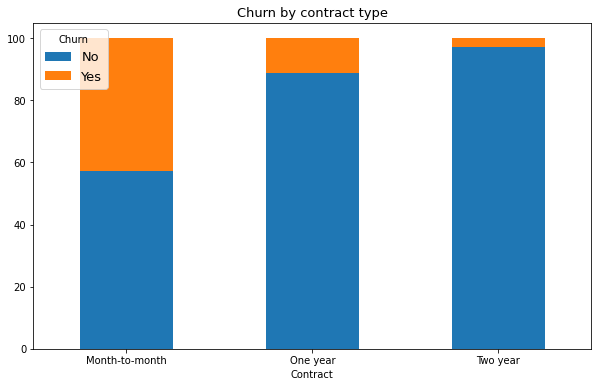 Churn by contract type
Churn
No
Yes
100
80
60
40
20
0
Month-to-month One year Two year
Contract